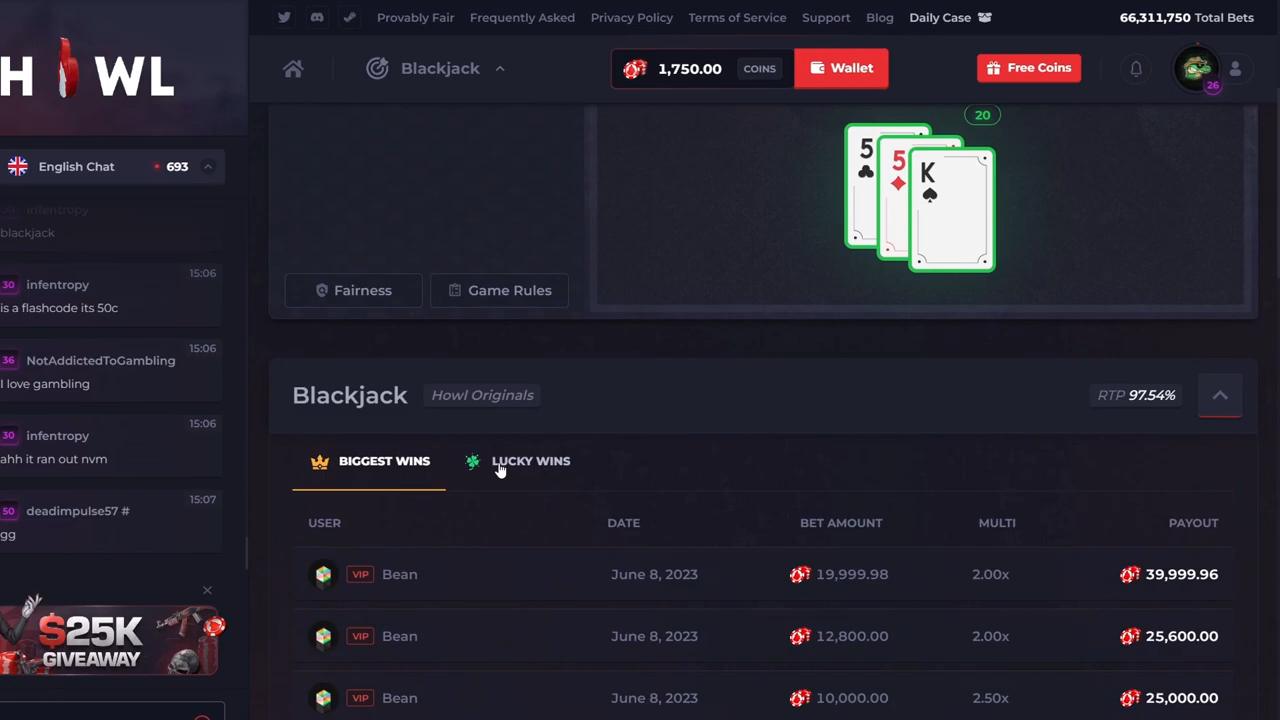 Provably Fair
Frequently Asked
Privacy Policy
Terms of Service
Support
Blog
Daily Case
66,311,750 Total Bets
HOWL
Blackjack
1,750.00
COINS
Wallet
Free Coins
26
English Chat
693
infentropy
blackjack
30 infentropy 15:06
is a flashcode its 50c
36 NotAddictedToGambling 15:06
I love gambling
30 infentropy 15:06
ahh it ran out nvm
50 deadimpulse57 # 15:07
gg
$25K
GIVEAWAY
20
5
5
K
Fairness
Game Rules
Blackjack
Howl Originals
RTP 97.54%
BIGGEST WINS
LUCKY WINS
USER DATE BET AMOUNT MULTI PAYOUT
VIP Bean June 8, 2023 19,999.98 2.00x 39,999.96
VIP Bean June 8, 2023 12,800.00 2.00x 25,600.00
VIP Bean June 8, 2023 10,000.00 2.50x 25,000.00